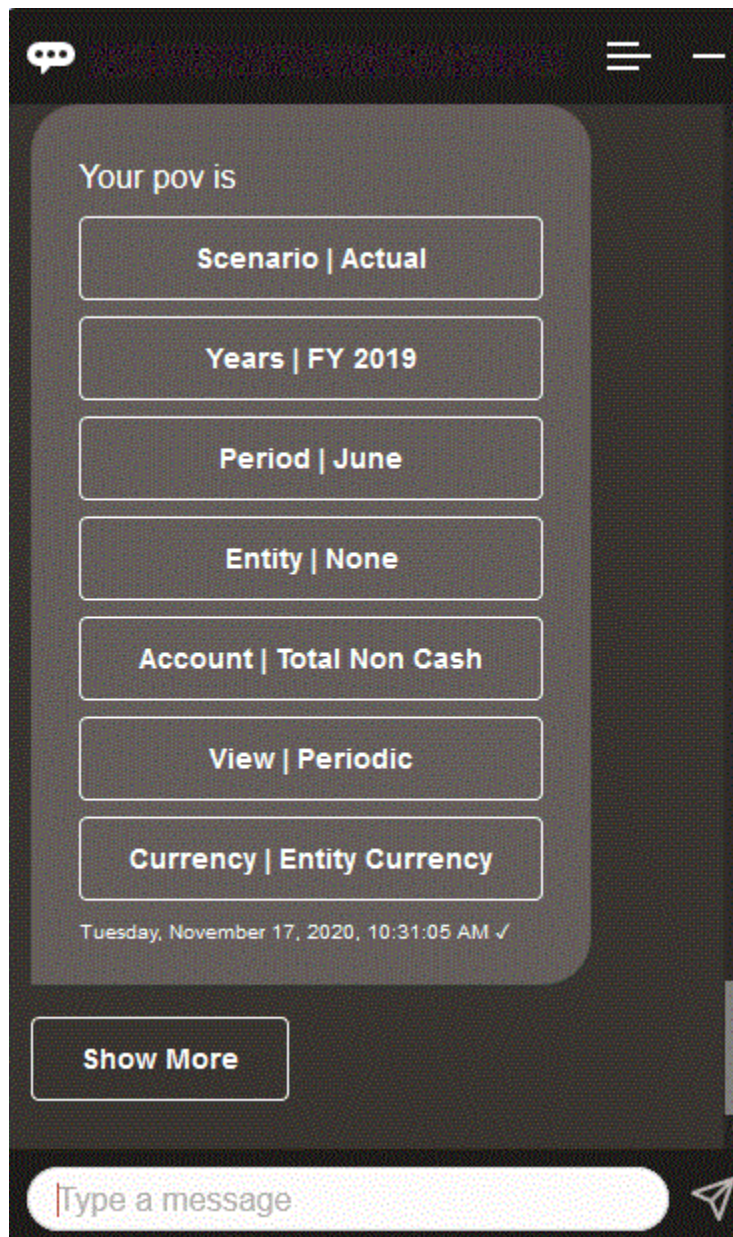 Your pov is
Scenario | Actual
Years | FY 2019
Period | June
Entity | None
Account | Total Non Cash
View | Periodic
Currency | Entity Currency
Tuesday, November 17, 2020, 10:31:05 AM ✓
Show More
Type a message